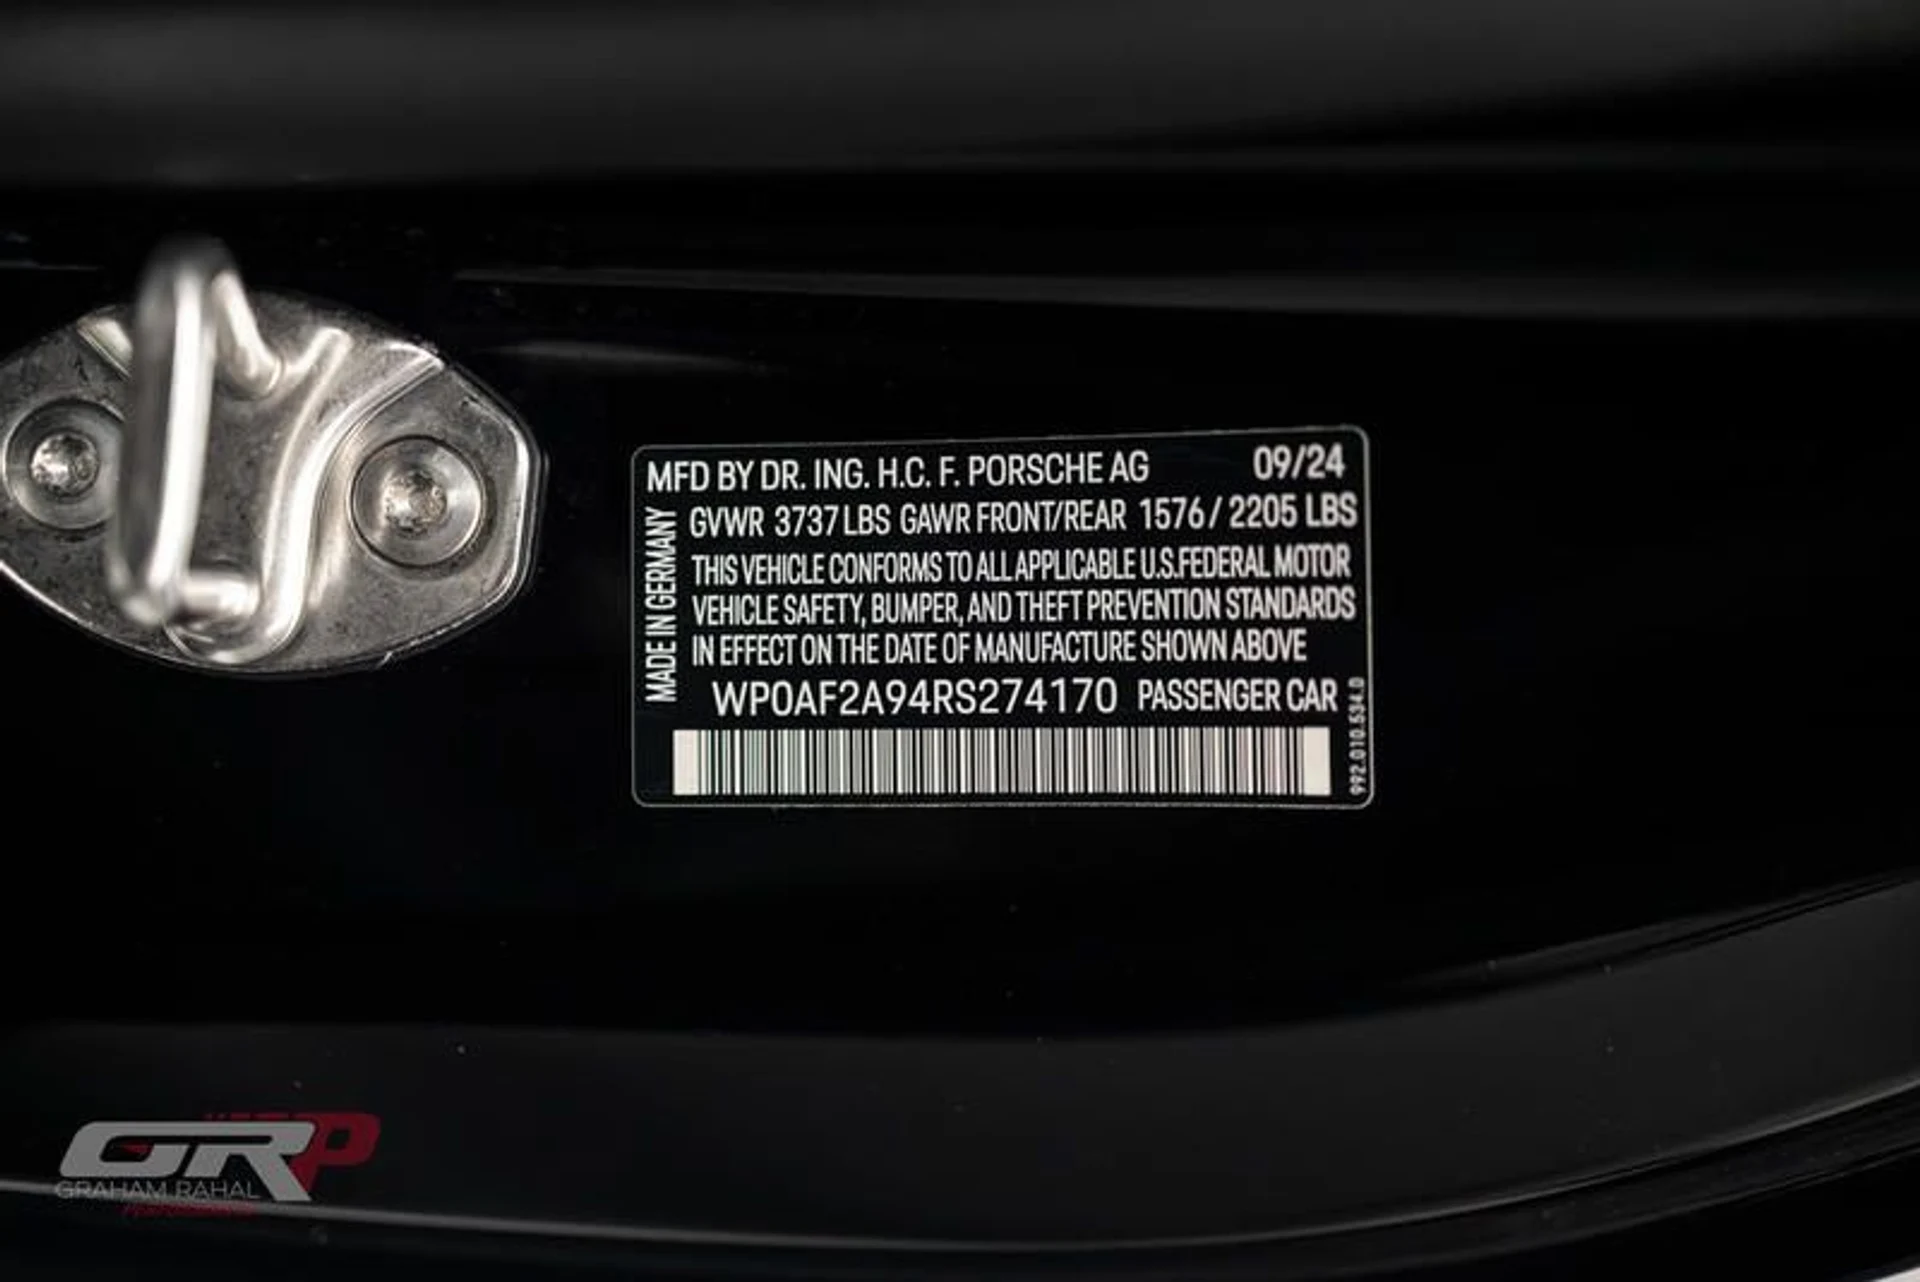 MFD BY DR. ING. H.C. F. PORSCHE AG 09/24
GVWR 3737 LBS GAWR FRONT/REAR 1576 / 2205 LBS
THIS VEHICLE CONFORMS TO ALL APPLICABLE U.S.FEDERAL MOTOR
VEHICLE SAFETY, BUMPER, AND THEFT PREVENTION STANDARDS
IN EFFECT ON THE DATE OF MANUFACTURE SHOWN ABOVE
WP0AF2A94RS274170 PASSENGER CAR
MADE IN GERMANY
992.010.534.0
GRP
GRAHAM RAHAL
PERFORMANCE